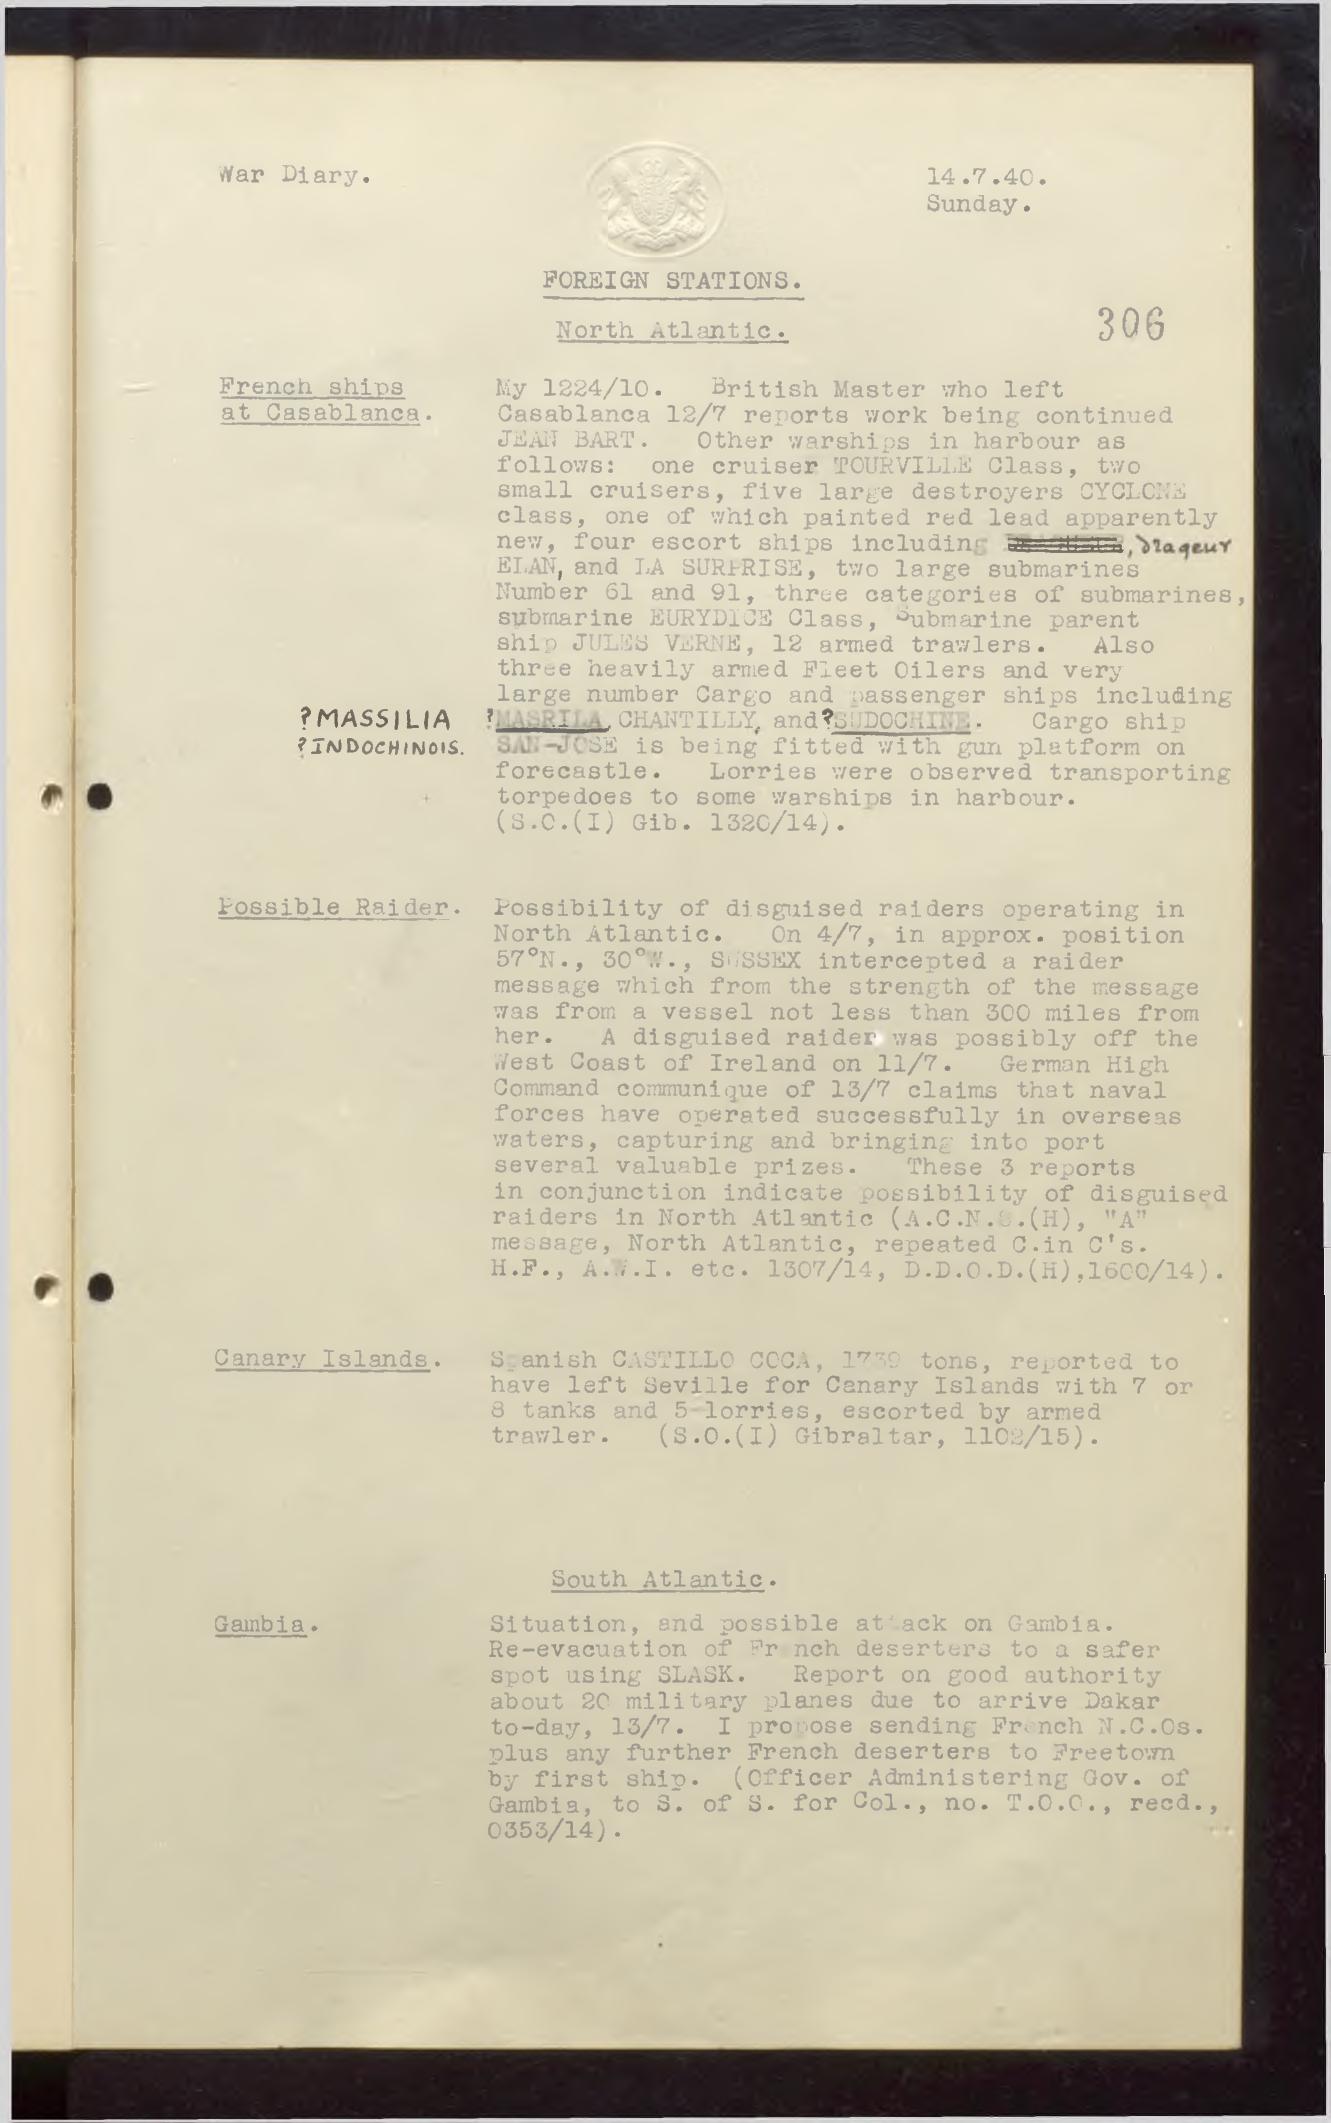 War Diary.
14.7.40.
Sunday.
FOREIGN STATIONS.
North Atlantic.
306
French ships
at Casablanca.
My 1224/10. British Master who left
Casablanca 12/7 reports work being continued
JEAN BART. Other warships in harbour as
follows: one cruiser TOURVILLE Class, two
small cruisers, five large destroyers CYCLONE
class, one of which painted red lead apparently
new, four escort ships including , Drageur
ELAN, and LA SURPRISE, two large submarines
Number 61 and 91, three categories of submarines,
submarine EURYDICE Class, Submarine parent
ship JULES VERNE, 12 armed trawlers. Also
three heavily armed Fleet Oilers and very
large number Cargo and passenger ships including
?MASSILIA
?INDOCHINOIS.
?MASRILA, CHANTILLY, and ?SUDOCHINE. Cargo ship
SAN-JOSE is being fitted with gun platform on
forecastle. Lorries were observed transporting
torpedoes to some warships in harbour.
(S.O.(I) Gib. 1320/14).
Possible Raider.
Possibility of disguised raiders operating in
North Atlantic. On 4/7, in approx. position
57°N., 30°W., SUSSEX intercepted a raider
message which from the strength of the message
was from a vessel not less than 300 miles from
her. A disguised raider was possibly off the
West Coast of Ireland on 11/7. German High
Command communique of 13/7 claims that naval
forces have operated successfully in overseas
waters, capturing and bringing into port
several valuable prizes. These 3 reports
in conjunction indicate possibility of disguised
raiders in North Atlantic (A.C.N.S.(H), "A"
message, North Atlantic, repeated C.in C's.
H.F., A.W.I. etc. 1307/14, D.D.O.D.(H),1600/14).
Canary Islands.
Spanish CASTILLO COCA, 1739 tons, reported to
have left Seville for Canary Islands with 7 or
8 tanks and 5 lorries, escorted by armed
trawler. (S.O.(I) Gibraltar, 1102/15).
South Atlantic.
Gambia.
Situation, and possible attack on Gambia.
Re-evacuation of French deserters to a safer
spot using SLASK. Report on good authority
about 20 military planes due to arrive Dakar
to-day, 13/7. I propose sending French N.C.Os.
plus any further French deserters to Freetown
by first ship. (Officer Administering Gov. of
Gambia, to S. of S. for Col., no. T.O.O., recd.,
0353/14).